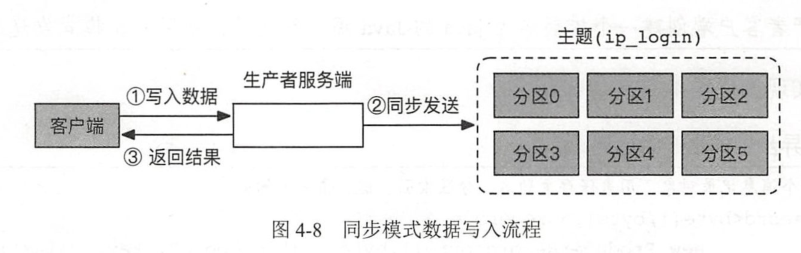 主题(ip_login)
生产者服务端
①写入数据
②同步发送
客户端
③ 返回结果
分区0
分区1
分区2
分区3
分区4
分区5
图 4-8 同步模式数据写入流程